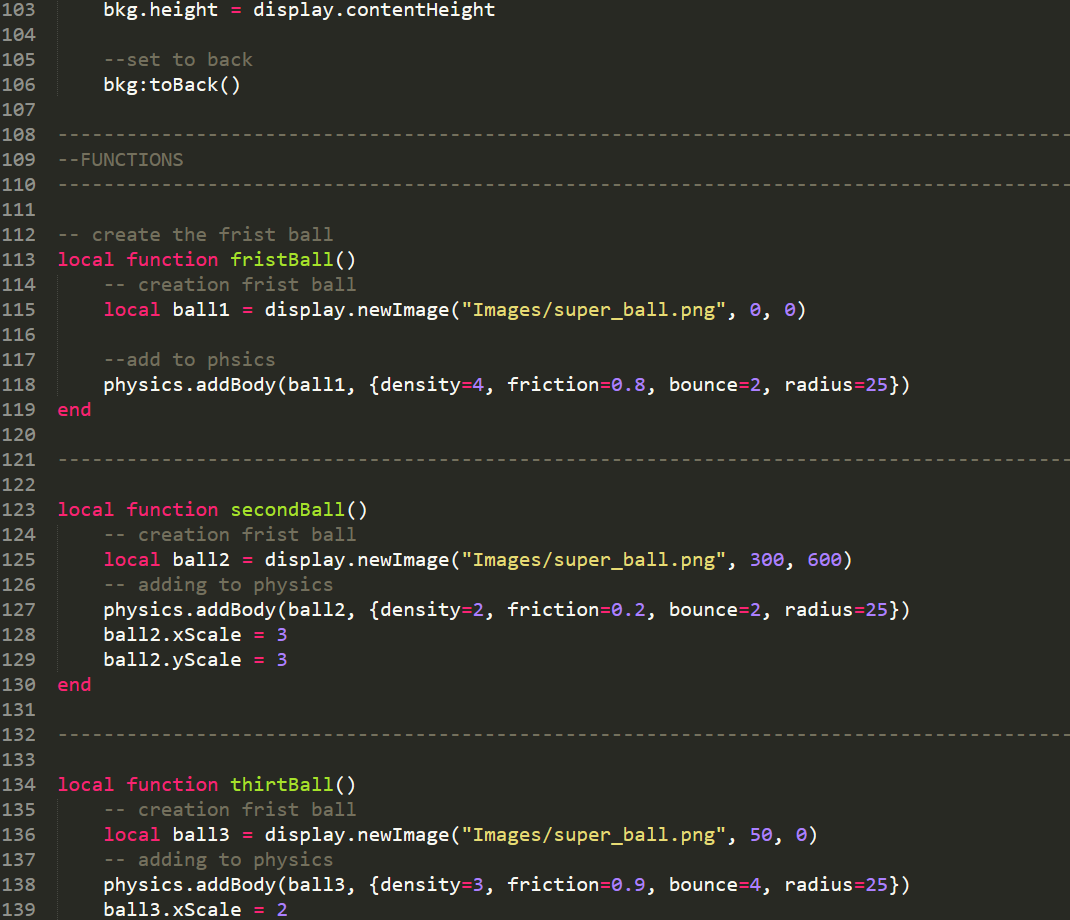 103 bkg.height = display.contentHeight
104
105 --set to back
106 bkg:toBack()
107
108 ----------------------------------------------------------------------------------------
109 --FUNCTIONS
110 ----------------------------------------------------------------------------------------
111
112 -- create the frist ball
113 local function fristBall()
114 -- creation frist ball
115 local ball1 = display.newImage("Images/super_ball.png", 0, 0)
116
117 --add to phsics
118 physics.addBody(ball1, {density=4, friction=0.8, bounce=2, radius=25})
119 end
120
121 ----------------------------------------------------------------------------------------
122
123 local function secondBall()
124 -- creation frist ball
125 local ball2 = display.newImage("Images/super_ball.png", 300, 600)
126 -- adding to physics
127 physics.addBody(ball2, {density=2, friction=0.2, bounce=2, radius=25})
128 ball2.xScale = 3
129 ball2.yScale = 3
130 end
131
132 ----------------------------------------------------------------------------------------
133
134 local function thirtBall()
135 -- creation frist ball
136 local ball3 = display.newImage("Images/super_ball.png", 50, 0)
137 -- adding to physics
138 physics.addBody(ball3, {density=3, friction=0.9, bounce=4, radius=25})
139 ball3.xScale = 2